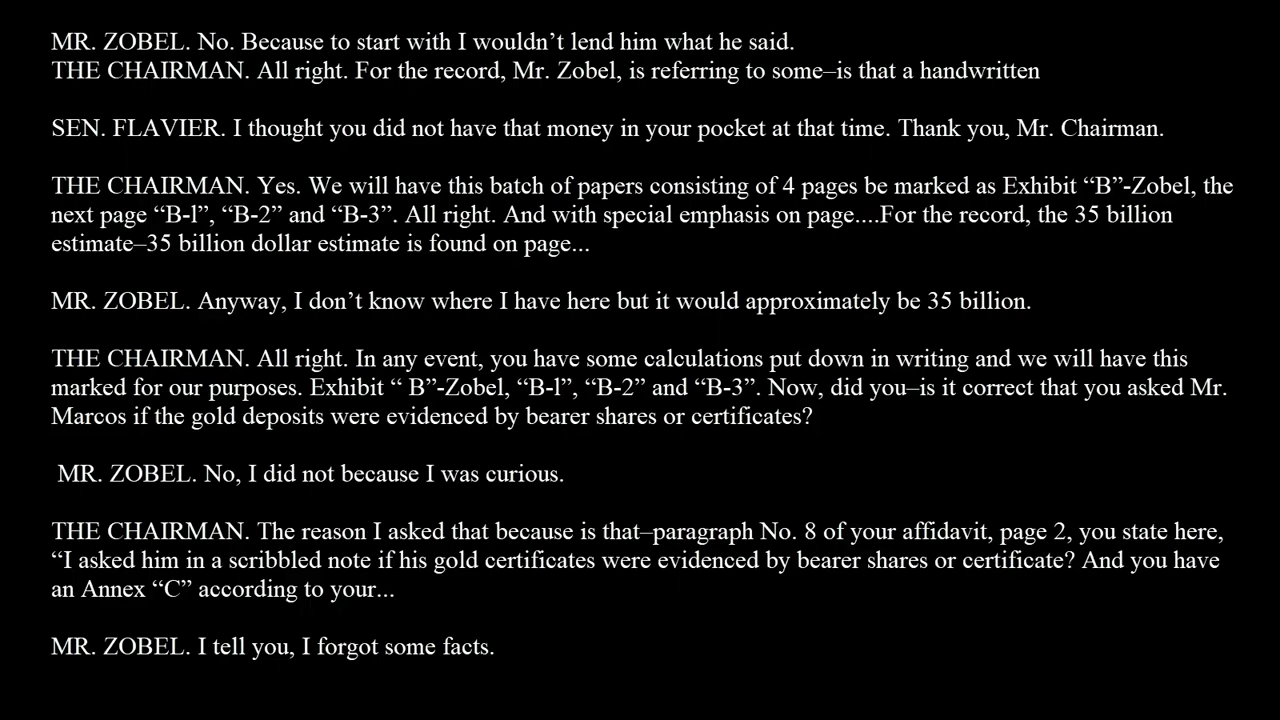 MR. ZOBEL. No. Because to start with I wouldn’t lend him what he said.
THE CHAIRMAN. All right. For the record, Mr. Zobel, is referring to some–is that a handwritten
SEN. FLAVIER. I thought you did not have that money in your pocket at that time. Thank you, Mr. Chairman.
THE CHAIRMAN. Yes. We will have this batch of papers consisting of 4 pages be marked as Exhibit “B”-Zobel, the
next page “B-l”, “B-2” and “B-3”. All right. And with special emphasis on page....For the record, the 35 billion
estimate–35 billion dollar estimate is found on page...
MR. ZOBEL. Anyway, I don’t know where I have here but it would approximately be 35 billion.
THE CHAIRMAN. All right. In any event, you have some calculations put down in writing and we will have this
marked for our purposes. Exhibit “ B”-Zobel, “B-l”, “B-2” and “B-3”. Now, did you–is it correct that you asked Mr.
Marcos if the gold deposits were evidenced by bearer shares or certificates?
MR. ZOBEL. No, I did not because I was curious.
THE CHAIRMAN. The reason I asked that because is that–paragraph No. 8 of your affidavit, page 2, you state here,
“I asked him in a scribbled note if his gold certificates were evidenced by bearer shares or certificate? And you have
an Annex “C” according to your...
MR. ZOBEL. I tell you, I forgot some facts.